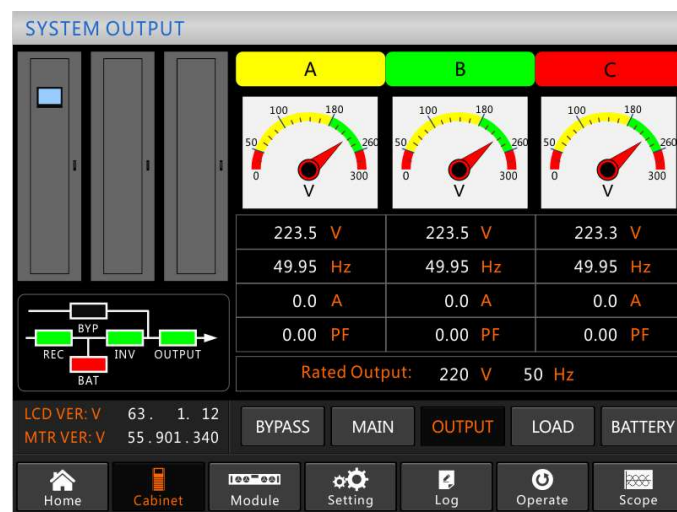 SYSTEM OUTPUT
A B C
50 100 180 260 0 300 V
50 100 180 260 0 300 V
50 100 180 260 0 300 V
223.5 V 223.5 V 223.3 V
49.95 Hz 49.95 Hz 49.95 Hz
0.0 A 0.0 A 0.0 A
0.00 PF 0.00 PF 0.00 PF
Rated Output: 220 V 50 Hz
BYP
REC INV OUTPUT
BAT
LCD VER: V 63. 1. 12
MTR VER: V 55.901.340
BYPASS MAIN OUTPUT LOAD BATTERY
Home Cabinet Module Setting Log Operate Scope